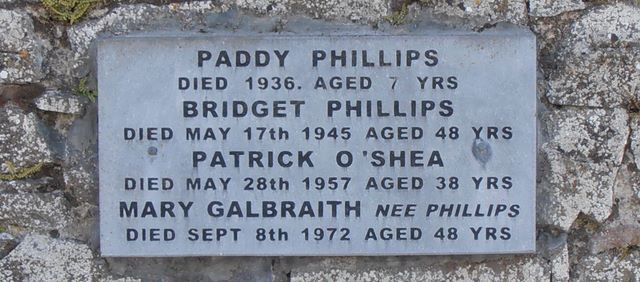 PADDY PHILLIPS
DIED 1936. AGED 7 YRS
BRIDGET PHILLIPS
DIED MAY 17th 1945 AGED 48 YRS
PATRICK O'SHEA
DIED MAY 28th 1957 AGED 38 YRS
MARY GALBRAITH NEE PHILLIPS
DIED SEPT 8th 1972 AGED 48 YRS